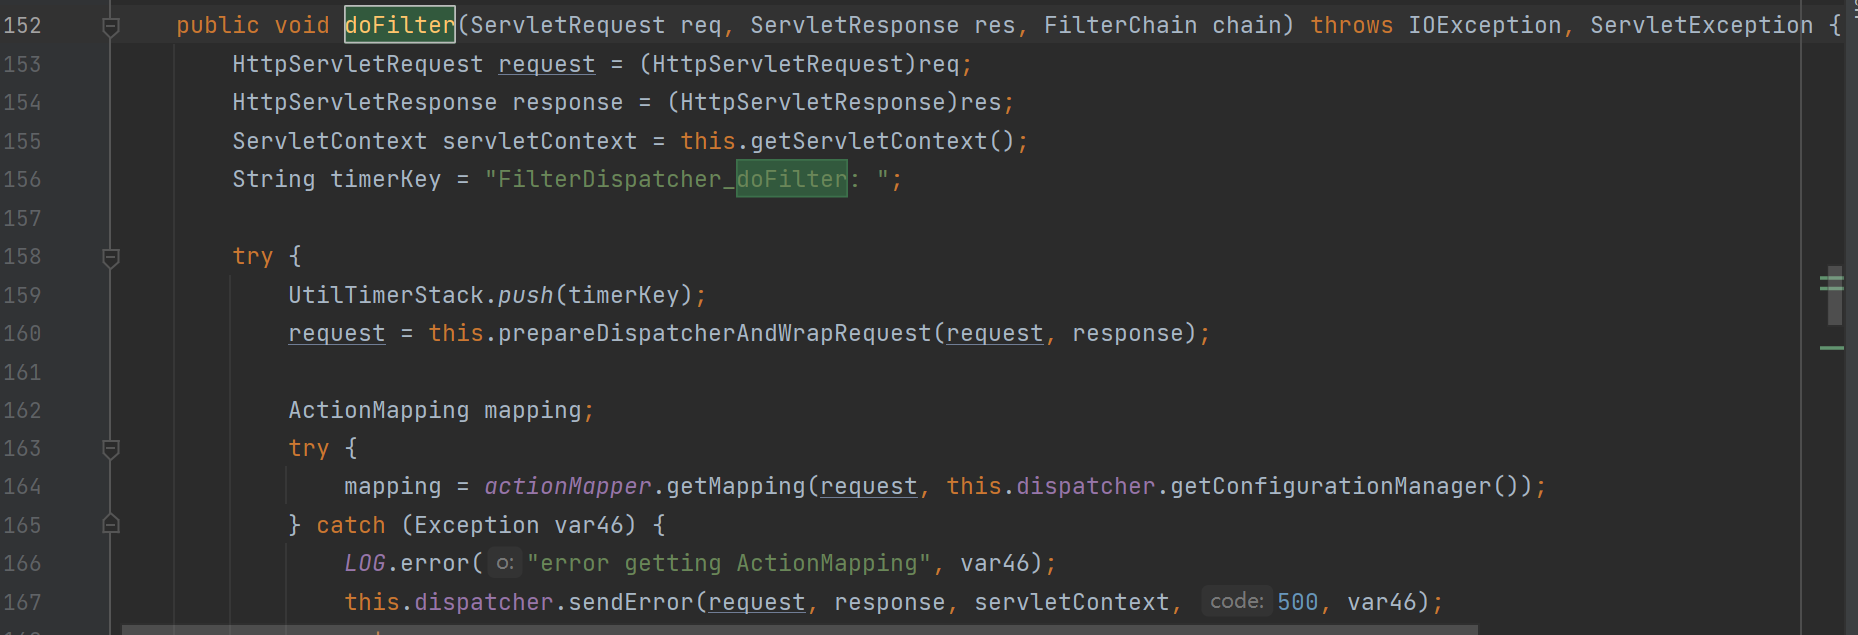 152 public void doFilter(ServletRequest req, ServletResponse res, FilterChain chain) throws IOException, ServletException {
153 HttpServletRequest request = (HttpServletRequest)req;
154 HttpServletResponse response = (HttpServletResponse)res;
155 ServletContext servletContext = this.getServletContext();
156 String timerKey = "FilterDispatcher_doFilter: ";
157
158 try {
159 UtilTimerStack.push(timerKey);
160 request = this.prepareDispatcherAndWrapRequest(request, response);
161
162 ActionMapping mapping;
163 try {
164 mapping = actionMapper.getMapping(request, this.dispatcher.getConfigurationManager());
165 } catch (Exception var46) {
166 LOG.error( o: "error getting ActionMapping", var46);
167 this.dispatcher.sendError(request, response, servletContext, code: 500, var46);